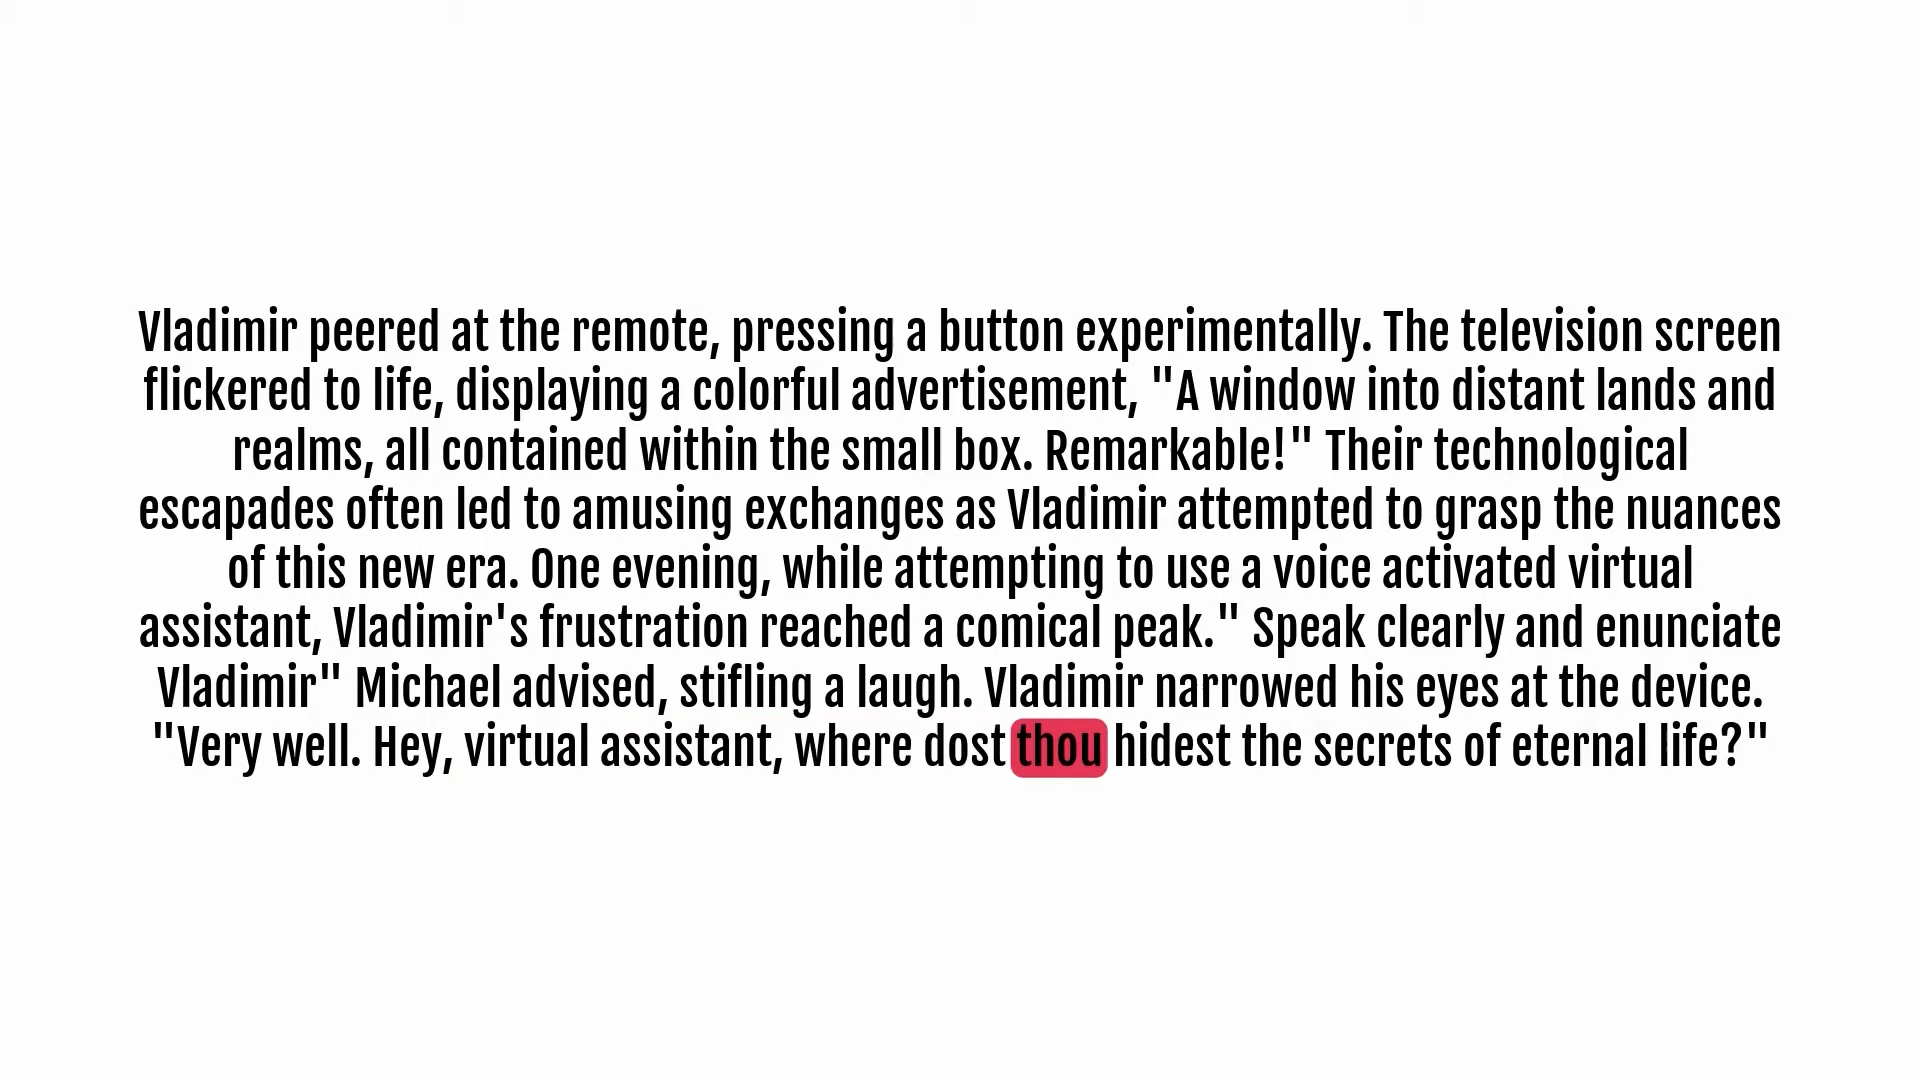 Vladimir peered at the remote, pressing a button experimentally. The television screen
flickered to life, displaying a colorful advertisement, "A window into distant lands and
realms, all contained within the small box. Remarkable!" Their technological
escapades often led to amusing exchanges as Vladimir attempted to grasp the nuances
of this new era. One evening, while attempting to use a voice activated virtual
assistant, Vladimir's frustration reached a comical peak." Speak clearly and enunciate
Vladimir" Michael advised, stifling a laugh. Vladimir narrowed his eyes at the device.
"Very well. Hey, virtual assistant, where dost thou hidest the secrets of eternal life?"